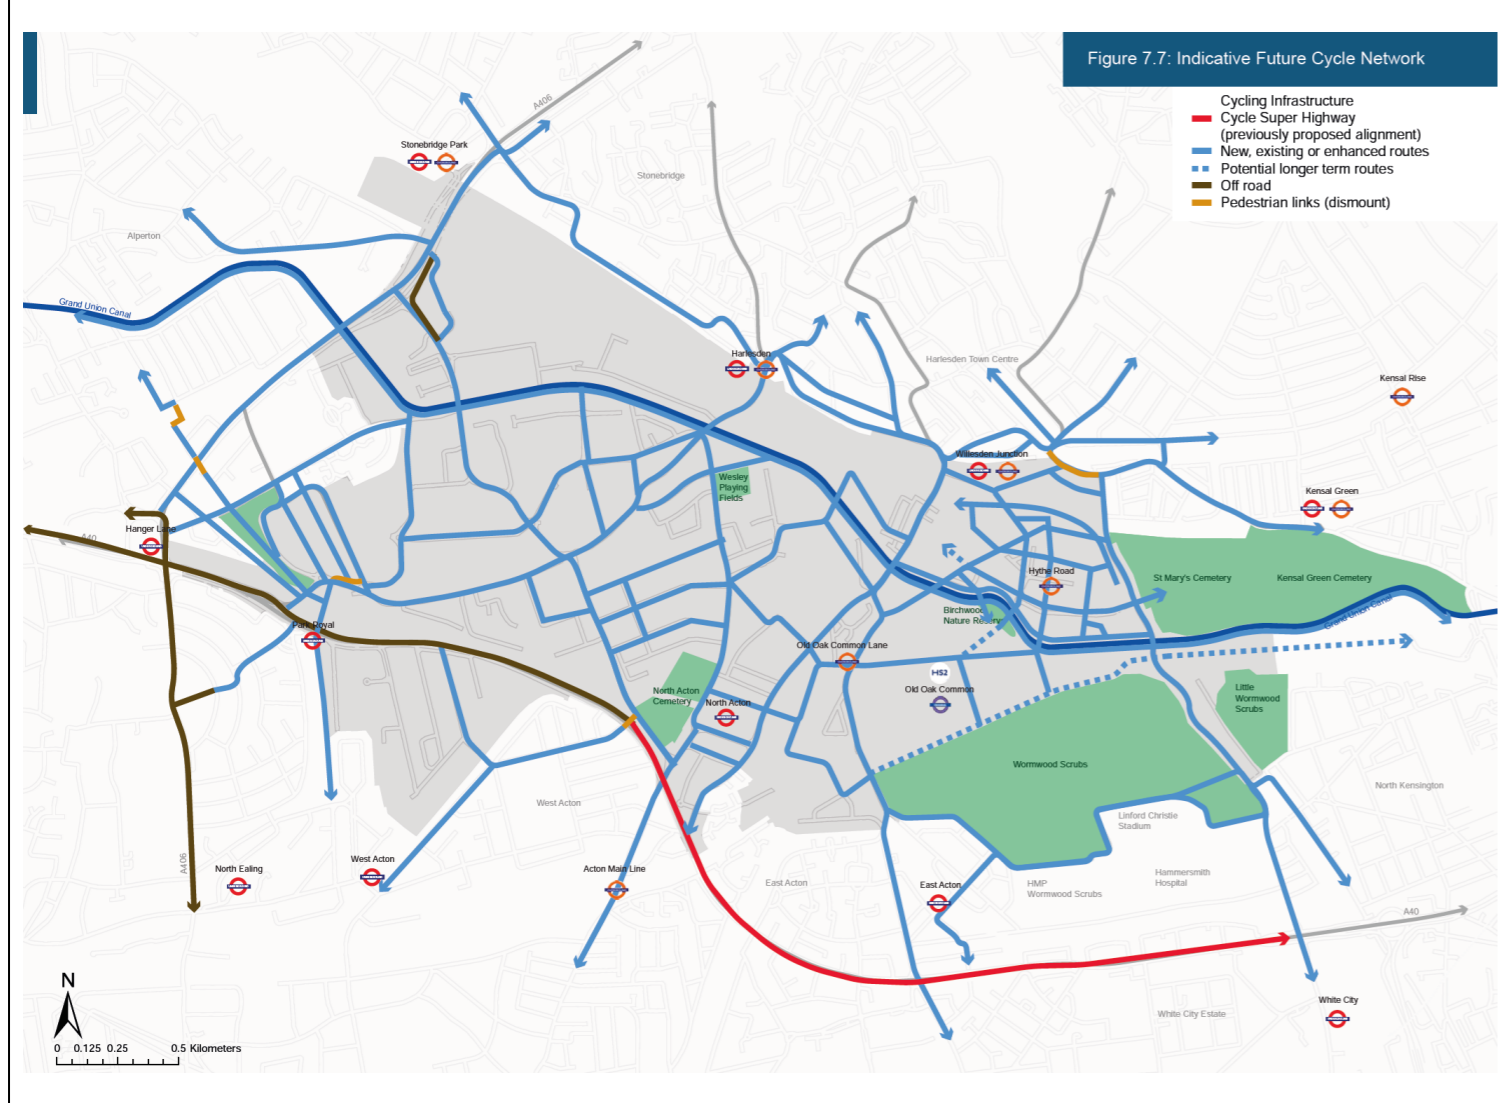 Figure 7.7: Indicative Future Cycle Network
Cycling Infrastructure
Cycle Super Highway
(previously proposed alignment)
New, existing or enhanced routes
Potential longer term routes
Off road
Pedestrian links (dismount)
A406
Stonebridge Park
Stonebridge
Alperton
Grand Union Canal
Harlesden
Harlesden Town Centre
Kensal Rise
Willesden Junction
Wesley
Playing
Fields
Kensal Green
Hanger Lane
A40
Hythe Road
St Mary's Cemetery
Kensal Green Cemetery
Birchwood
Nature Reserve
Grand Union Canal
Park Royal
Old Oak Common Lane
HS2
Old Oak Common
North Acton
Cemetery
North Acton
Little
Wormwood
Scrubs
Wormwood Scrubs
North Kensington
West Acton
Linford Christie
Stadium
A406
North Ealing
West Acton
Acton Main Line
East Acton
East Acton
HMP
Wormwood Scrubs
Hammersmith
Hospital
A40
White City
White City Estate
N
0 0.125 0.25 0.5 Kilometers